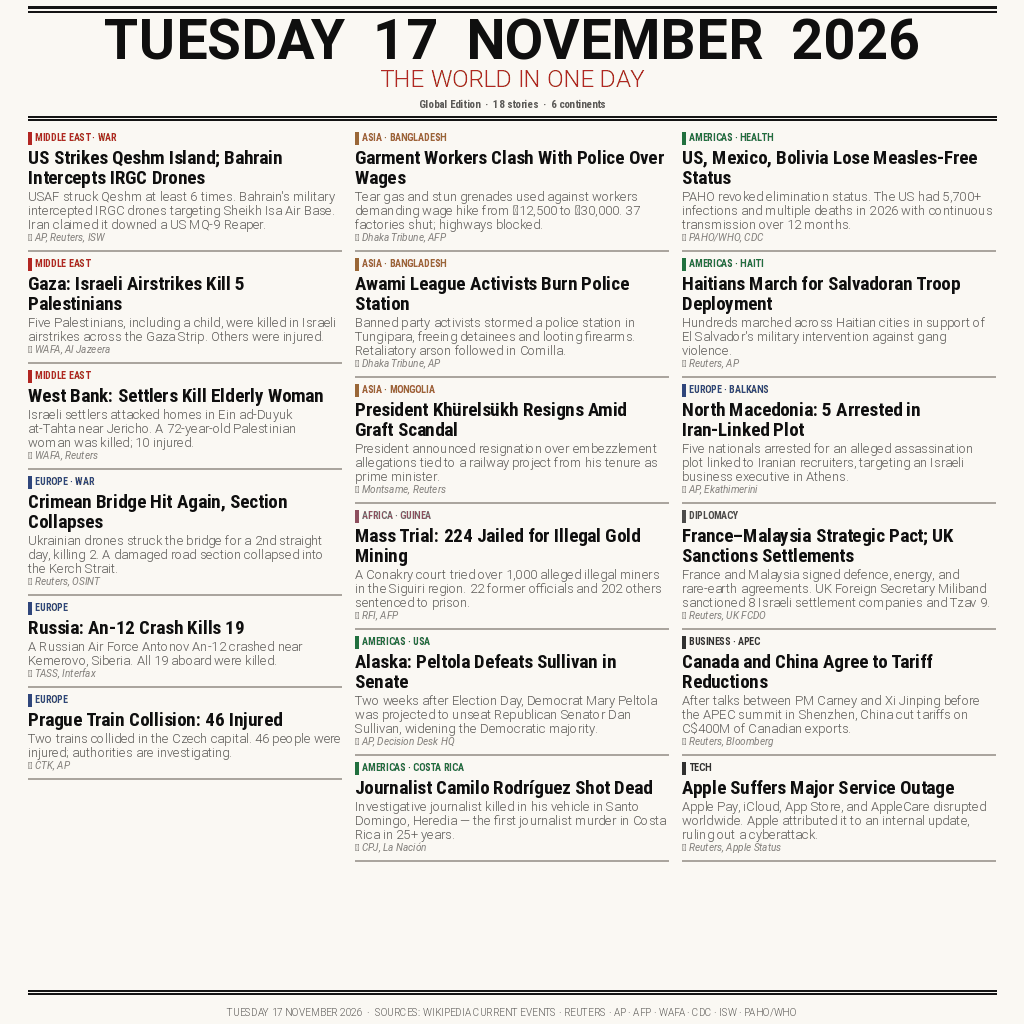 TUESDAY 17 NOVEMBER 2026
THE WORLD IN ONE DAY
Global Edition · 18 stories · 6 continents
MIDDLE EAST · WAR
US Strikes Qeshm Island; Bahrain
Intercepts IRGC Drones
USAF struck Qeshm at least 6 times. Bahrain's military
intercepted IRGC drones targeting Sheikh Isa Air Base.
Iran claimed it downed a US MQ-9 Reaper.
▯ AP, Reuters, ISW
MIDDLE EAST
Gaza: Israeli Airstrikes Kill 5
Palestinians
Five Palestinians, including a child, were killed in Israeli
airstrikes across the Gaza Strip. Others were injured.
▯ WAFA, Al Jazeera
MIDDLE EAST
West Bank: Settlers Kill Elderly Woman
Israeli settlers attacked homes in Ein ad-Duyuk
at-Tahta near Jericho. A 72-year-old Palestinian
woman was killed; 10 injured.
▯ WAFA, Reuters
EUROPE · WAR
Crimean Bridge Hit Again, Section
Collapses
Ukrainian drones struck the bridge for a 2nd straight
day, killing 2. A damaged road section collapsed into
the Kerch Strait.
▯ Reuters, OSINT
EUROPE
Russia: An-12 Crash Kills 19
A Russian Air Force Antonov An-12 crashed near
Kemerovo, Siberia. All 19 aboard were killed.
▯ TASS, Interfax
EUROPE
Prague Train Collision: 46 Injured
Two trains collided in the Czech capital. 46 people were
injured; authorities are investigating.
▯ CTK, AP
ASIA · BANGLADESH
Garment Workers Clash With Police Over
Wages
Tear gas and stun grenades used against workers
demanding wage hike from ▯12,500 to ▯30,000. 37
factories shut; highways blocked.
▯ Dhaka Tribune, AFP
ASIA · BANGLADESH
Awami League Activists Burn Police
Station
Banned party activists stormed a police station in
Tungipara, freeing detainees and looting firearms.
Retaliatory arson followed in Comilla.
▯ Dhaka Tribune, AP
ASIA · MONGOLIA
President Khürelsükh Resigns Amid
Graft Scandal
President announced resignation over embezzlement
allegations tied to a railway project from his tenure as
prime minister.
▯ Montsame, Reuters
AFRICA · GUINEA
Mass Trial: 224 Jailed for Illegal Gold
Mining
A Conakry court tried over 1,000 alleged illegal miners
in the Siguiri region. 22 former officials and 202 others
sentenced to prison.
▯ RFI, AFP
AMERICAS · USA
Alaska: Peltola Defeats Sullivan in
Senate
Two weeks after Election Day, Democrat Mary Peltola
was projected to unseat Republican Senator Dan
Sullivan, widening the Democratic majority.
▯ AP, Decision Desk HQ
AMERICAS · COSTA RICA
Journalist Camilo Rodríguez Shot Dead
Investigative journalist killed in his vehicle in Santo
Domingo, Heredia — the first journalist murder in Costa
Rica in 25+ years.
▯ CPJ, La Nación
AMERICAS · HEALTH
US, Mexico, Bolivia Lose Measles-Free
Status
PAHO revoked elimination status. The US had 5,700+
infections and multiple deaths in 2026 with continuous
transmission over 12 months.
▯ PAHO/WHO, CDC
AMERICAS · HAITI
Haitians March for Salvadoran Troop
Deployment
Hundreds marched across Haitian cities in support of
El Salvador's military intervention against gang
violence.
▯ Reuters, AP
EUROPE · BALKANS
North Macedonia: 5 Arrested in
Iran-Linked Plot
Five nationals arrested for an alleged assassination
plot linked to Iranian recruiters, targeting an Israeli
business executive in Athens.
▯ AP, Ekathimerini
DIPLOMACY
France–Malaysia Strategic Pact; UK
Sanctions Settlements
France and Malaysia signed defence, energy, and
rare-earth agreements. UK Foreign Secretary Miliband
sanctioned 8 Israeli settlement companies and Tzav 9.
▯ Reuters, UK FCDO
BUSINESS · APEC
Canada and China Agree to Tariff
Reductions
After talks between PM Carney and Xi Jinping before
the APEC summit in Shenzhen, China cut tariffs on
C$400M of Canadian exports.
▯ Reuters, Bloomberg
TECH
Apple Suffers Major Service Outage
Apple Pay, iCloud, App Store, and AppleCare disrupted
worldwide. Apple attributed it to an internal update,
ruling out a cyberattack.
▯ Reuters, Apple Status
TUESDAY 17 NOVEMBER 2026 · SOURCES: WIKIPEDIA CURRENT EVENTS · REUTERS · AP · AFP · WAFA · CDC · ISW · PAHO/WHO